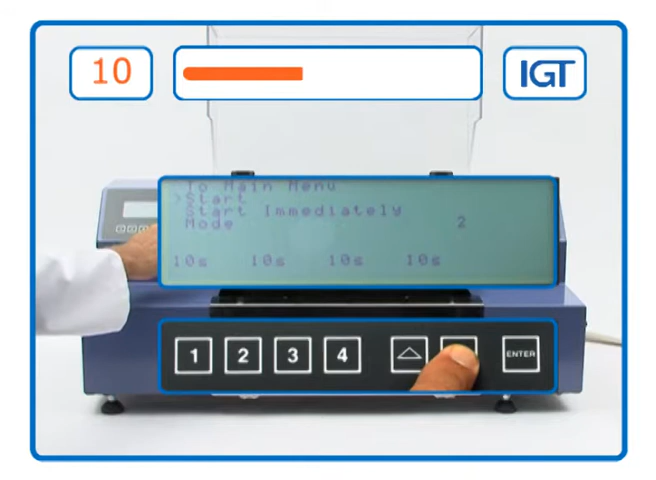 10
IGT
To Main Menu
>Start
Start Immediately
Mode 2
10s 10s 10s 10s
1 2 3 4 ENTER